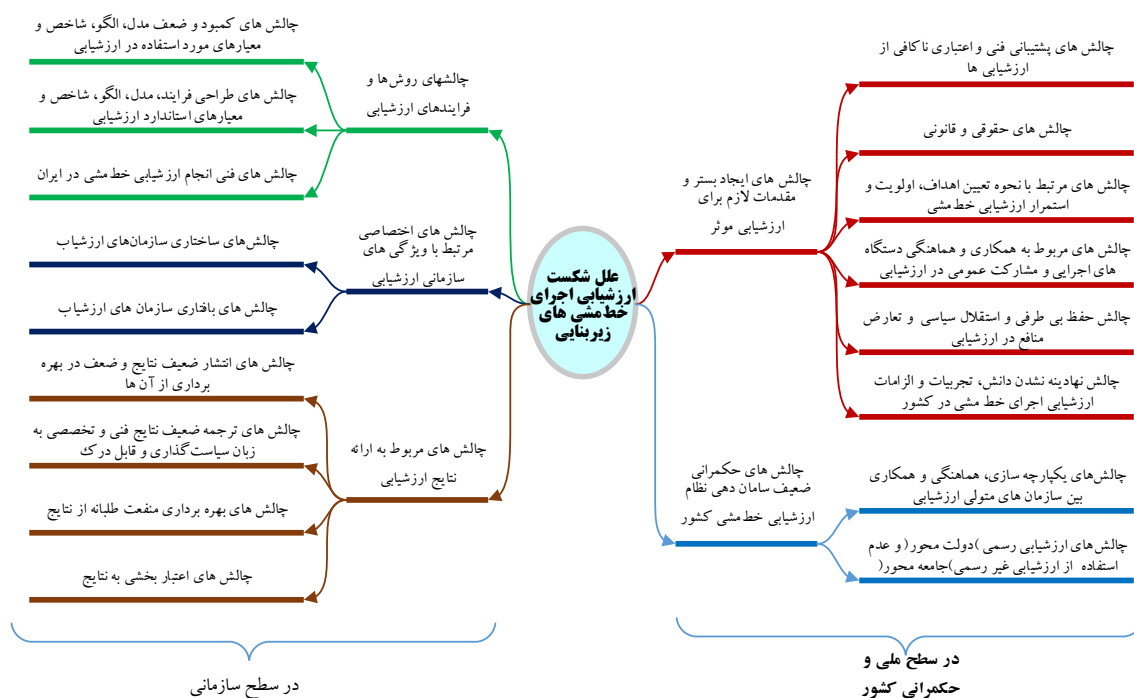 علل شکست
ارزشیابی اجرای
خط‌مشی های
زیربنایی
چالش های ایجاد بستر و
مقدمات لازم برای
ارزشیابی موثر
چالش های پشتیبانی فنی و اعتباری ناکافی از
ارزشیابی ها
چالش های حقوقی و قانونی
چالش های مرتبط با نحوه تعیین اهداف، اولویت و
استمرار ارزشیابی خط‌مشی
چالش های مربوط به همکاری و هماهنگی دستگاه
های اجرایی و مشارکت عمومی در ارزشیابی
چالش حفظ بی طرفی و استقلال سیاسی و تعارض
منافع در ارزشیابی
چالش نهادینه نشدن دانش، تجربیات و الزامات
ارزشیابی اجرای خط مشی در کشور
چالش های حکمرانی
ضعیف سامان دهی نظام
ارزشیابی خط‌مشی کشور
چالش‌های یکپارچه سازی، هماهنگی و همکاری
بین سازمان های متولی ارزشیابی
چالش‌های ارزشیابی رسمی )دولت محور( و عدم
استفاده از ارزشیابی غیر رسمی)جامعه محور(
در سطح ملی و
حکمرانی کشور
چالشهای روش‌ها و
فرایندهای ارزشیابی
چالش های کمبود و ضعف مدل، الگو، شاخص و
معیارهای مورد استفاده در ارزشیابی
چالش های طراحی فرایند، مدل، الگو، شاخص و
معیارهای استاندارد ارزشیابی
چالش های فنی انجام ارزشیابی خط‌مشی در ایران
چالش های اختصاصی
مرتبط با ویژگی های
سازمانی ارزشیابی
چالش‌های ساختاری سازمان‌های ارزشیاب
چالش های بافتاری سازمان های ارزشیاب
چالش های مربوط به ارائه
نتایج ارزشیابی
چالش های انتشار ضعیف نتایج و ضعف در بهره
برداری از آن ها
چالش های ترجمه ضعیف نتایج فنی و تخصصی به
زبان سیاست‌گذاری و قابل درک
چالش های بهره برداری منفعت طلبانه از نتایج
چالش های اعتبار بخشی به نتایج
در سطح سازمانی